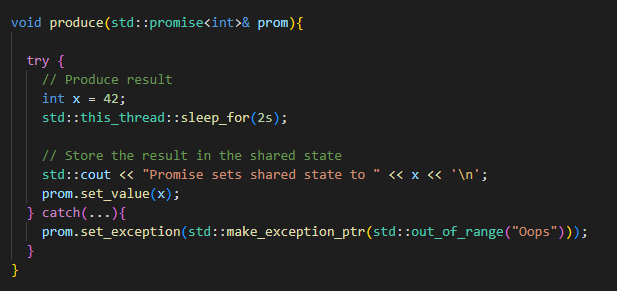 void produce(std::promise<int>& prom){
try {
// Produce result
int x = 42;
std::this_thread::sleep_for(2s);
// Store the result in the shared state
std::cout << "Promise sets shared state to " << x << '\n';
prom.set_value(x);
} catch(...){
prom.set_exception(std::make_exception_ptr(std::out_of_range("Oops")));
}
}